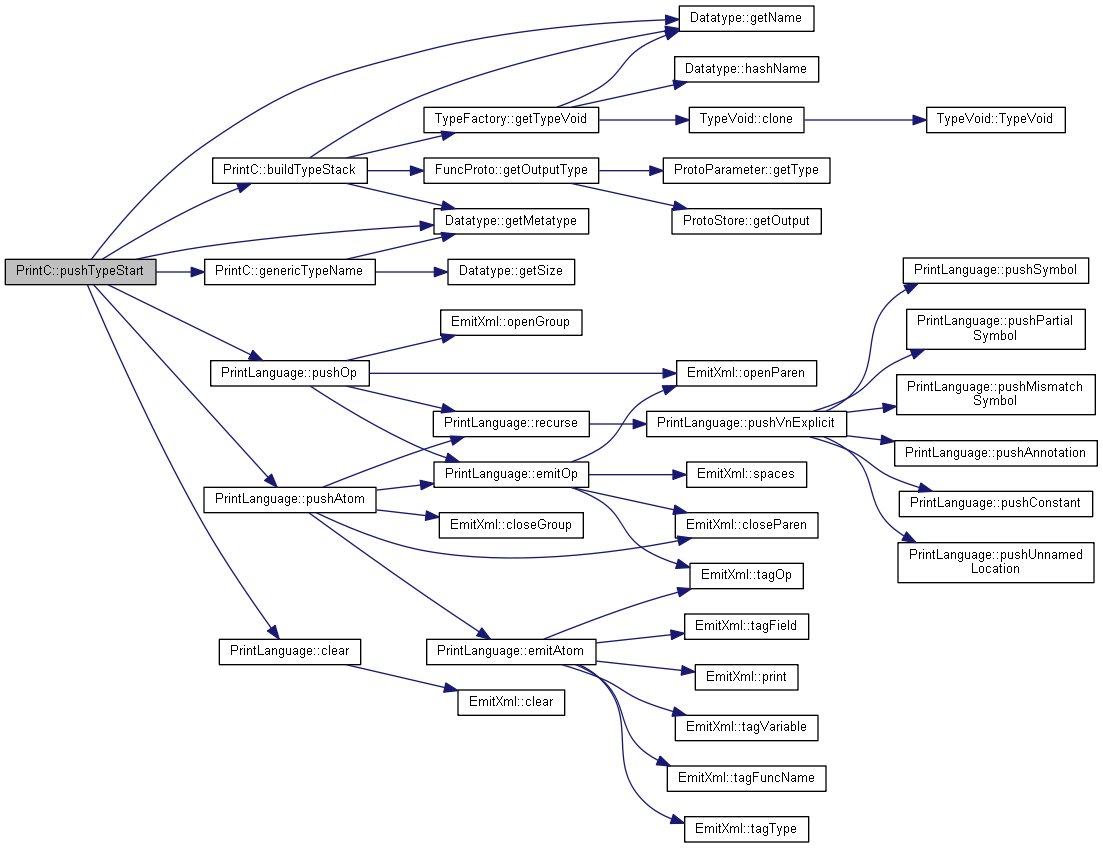 Datatype::getName
Datatype::hashName
TypeFactory::getTypeVoid
TypeVoid::clone
TypeVoid::TypeVoid
PrintC::buildTypeStack
FuncProto::getOutputType
ProtoParameter::getType
Datatype::getMetatype
ProtoStore::getOutput
PrintC::pushTypeStart
PrintC::genericTypeName
Datatype::getSize
PrintLanguage::pushSymbol
EmitXml::openGroup
PrintLanguage::pushPartial
Symbol
PrintLanguage::pushOp
EmitXml::openParen
PrintLanguage::pushMismatch
Symbol
PrintLanguage::recurse
PrintLanguage::pushVnExplicit
PrintLanguage::pushAnnotation
PrintLanguage::emitOp
EmitXml::spaces
PrintLanguage::pushAtom
PrintLanguage::pushConstant
EmitXml::closeGroup
EmitXml::closeParen
PrintLanguage::pushUnnamed
Location
EmitXml::tagOp
EmitXml::tagField
PrintLanguage::clear
PrintLanguage::emitAtom
EmitXml::print
EmitXml::clear
EmitXml::tagVariable
EmitXml::tagFuncName
EmitXml::tagType